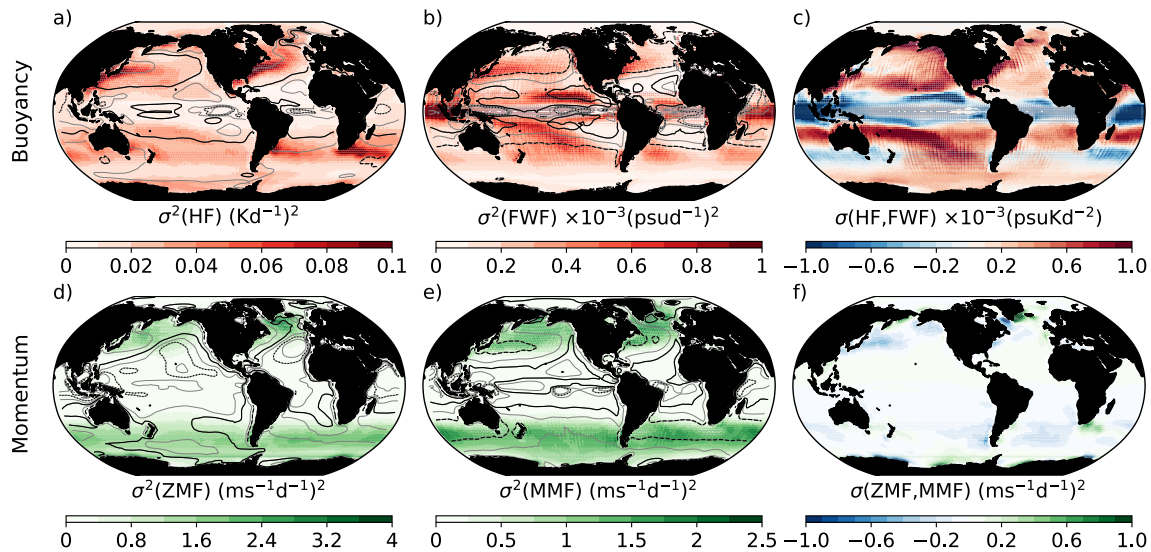 a) b) c)
Buoyancy
σ²(HF) (Kd⁻¹)² σ²(FWF) ×10⁻³(psud⁻¹)² σ(HF,FWF) ×10⁻³(psuKd⁻²)
0 0.02 0.04 0.06 0.08 0.1 0 0.2 0.4 0.6 0.8 1 −1.0 −0.6 −0.2 0.2 0.6 1.0
d) e) f)
Momentum
σ²(ZMF) (ms⁻¹d⁻¹)² σ²(MMF) (ms⁻¹d⁻¹)² σ(ZMF,MMF) (ms⁻¹d⁻¹)²
0 0.8 1.6 2.4 3.2 4 0 0.5 1 1.5 2 2.5 −1.0 −0.6 −0.2 0.2 0.6 1.0